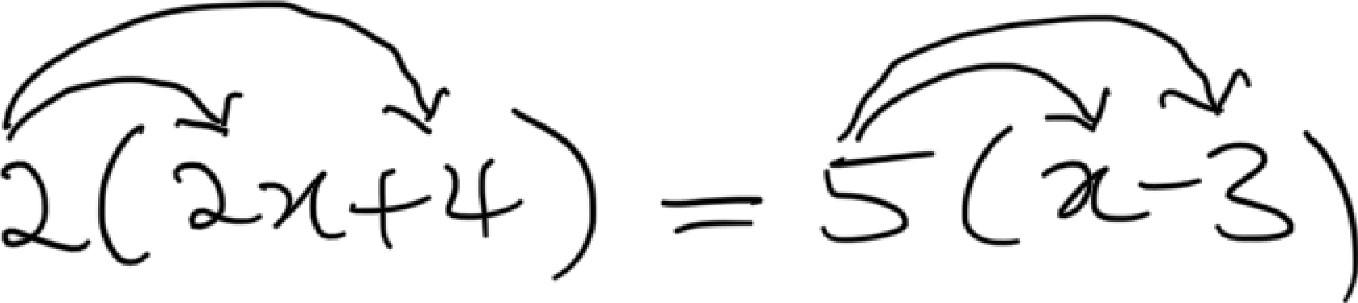 2(2x+4) = 5(x-3)